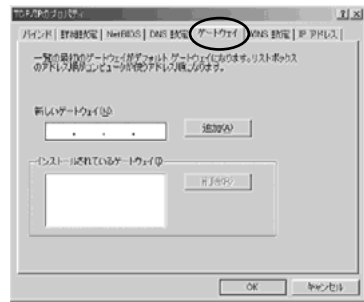 TCP/IPのプロパティ
バインド 詳細設定 NetBIOS DNS 設定 ゲートウェイ WINS 設定 IP アドレス
一覧の最初のゲートウェイがデフォルト ゲートウェイになります。リスト ボックス
のアドレス順がコンピュータが使うアドレス順になります。
新しいゲートウェイ(N)
追加(A)
インストールされているゲートウェイ(I)
削除(R)
OK キャンセル